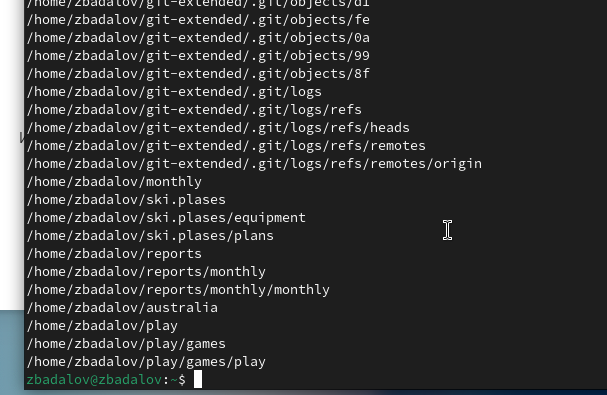 /home/zbadalov/git-extended/.git/objects/d1
/home/zbadalov/git-extended/.git/objects/fe
/home/zbadalov/git-extended/.git/objects/0a
/home/zbadalov/git-extended/.git/objects/99
/home/zbadalov/git-extended/.git/objects/8f
/home/zbadalov/git-extended/.git/logs
/home/zbadalov/git-extended/.git/logs/refs
/home/zbadalov/git-extended/.git/logs/refs/heads
/home/zbadalov/git-extended/.git/logs/refs/remotes
/home/zbadalov/git-extended/.git/logs/refs/remotes/origin
/home/zbadalov/monthly
/home/zbadalov/ski.plases
/home/zbadalov/ski.plases/equipment
/home/zbadalov/ski.plases/plans
/home/zbadalov/reports
/home/zbadalov/reports/monthly
/home/zbadalov/reports/monthly/monthly
/home/zbadalov/australia
/home/zbadalov/play
/home/zbadalov/play/games
/home/zbadalov/play/games/play
zbadalov@zbadalov:~$